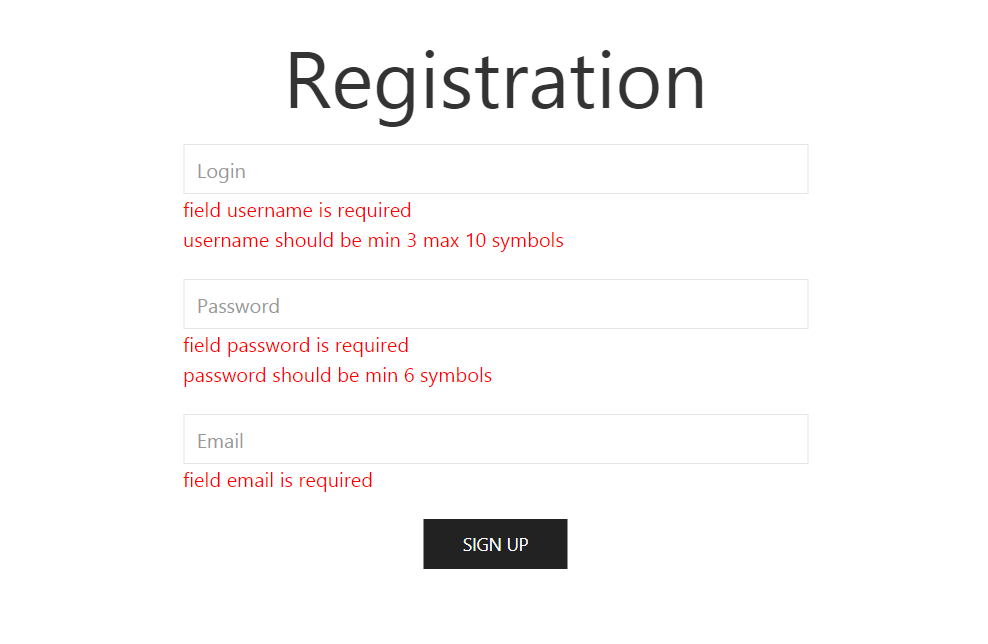 Registration
Login
field username is required
username should be min 3 max 10 symbols
Password
field password is required
password should be min 6 symbols
Email
field email is required
SIGN UP